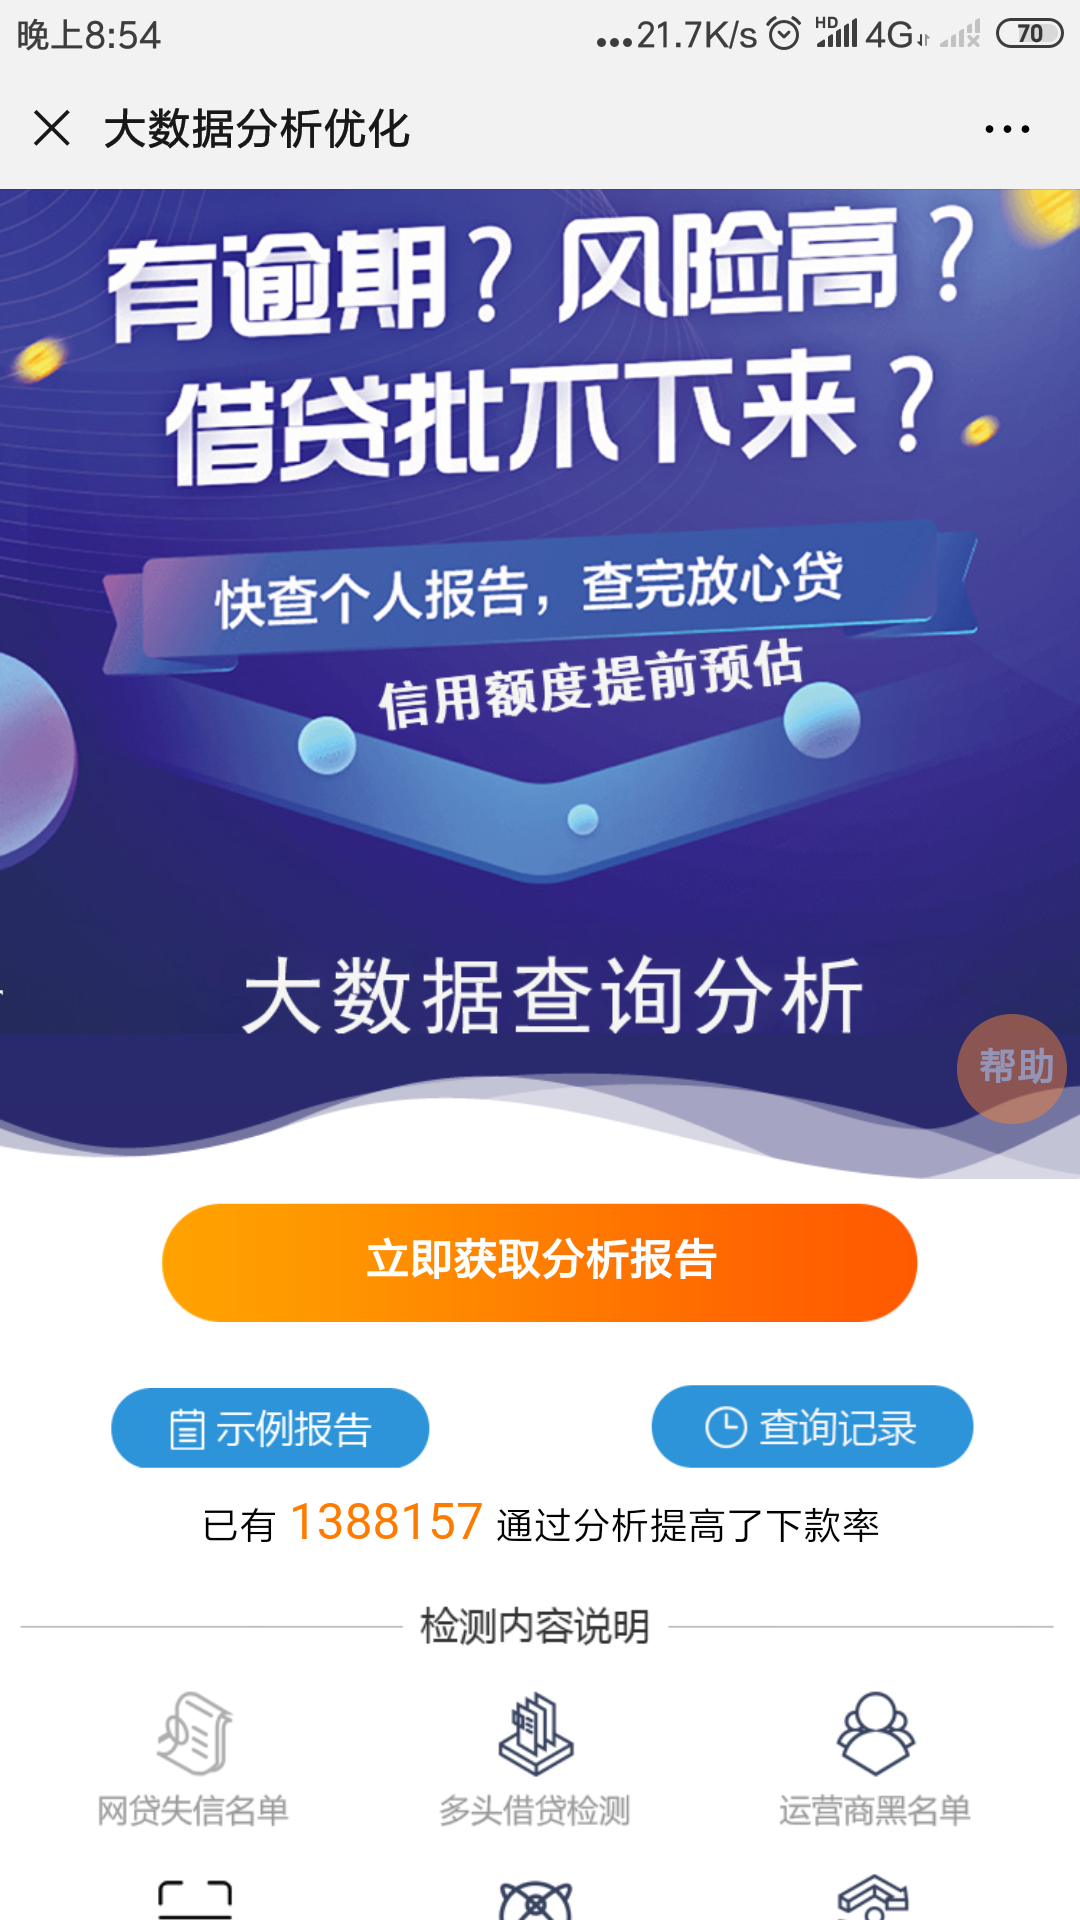 晚上8:54
...21.7K/s HD 4G 70
大数据分析优化
有逾期？风险高？
借贷批不下来？
快查个人报告，查完放心贷
信用额度提前预估
大数据查询分析
帮助
立即获取分析报告
示例报告 查询记录
已有 1388157 通过分析提高了下款率
检测内容说明
网贷失信名单 多头借贷检测 运营商黑名单